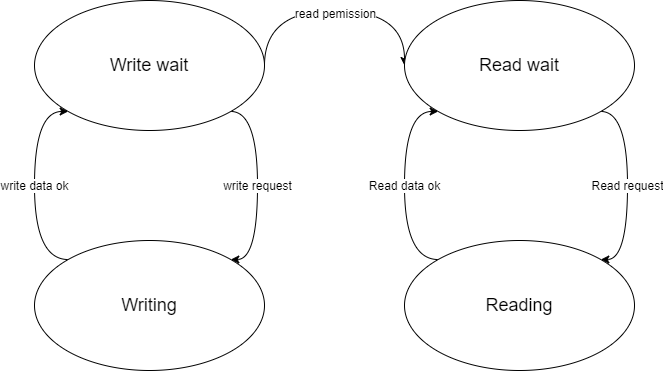 read pemission
Write wait
Read wait
write data ok
write request
Read data ok
Read request
Writing
Reading